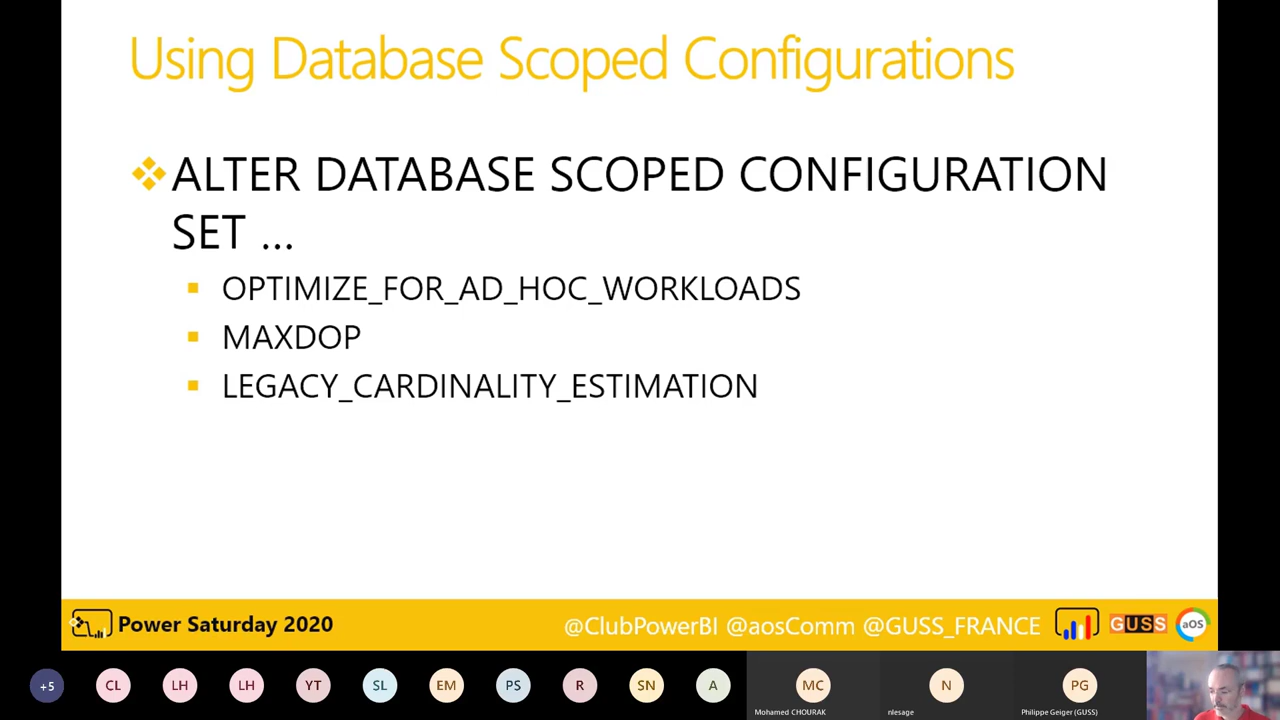 Using Database Scoped Configurations
ALTER DATABASE SCOPED CONFIGURATION
SET ...
OPTIMIZE_FOR_AD_HOC_WORKLOADS
MAXDOP
LEGACY_CARDINALITY_ESTIMATION
Power Saturday 2020
@ClubPowerBI @aosComm @GUSS_FRANCE
GUSS
aOS
+5
CL
LH
LH
YT
SL
EM
PS
R
SN
A
MC
N
PG
Mohamed CHOURAK
nlesage
Philippe Geiger (GUSS)